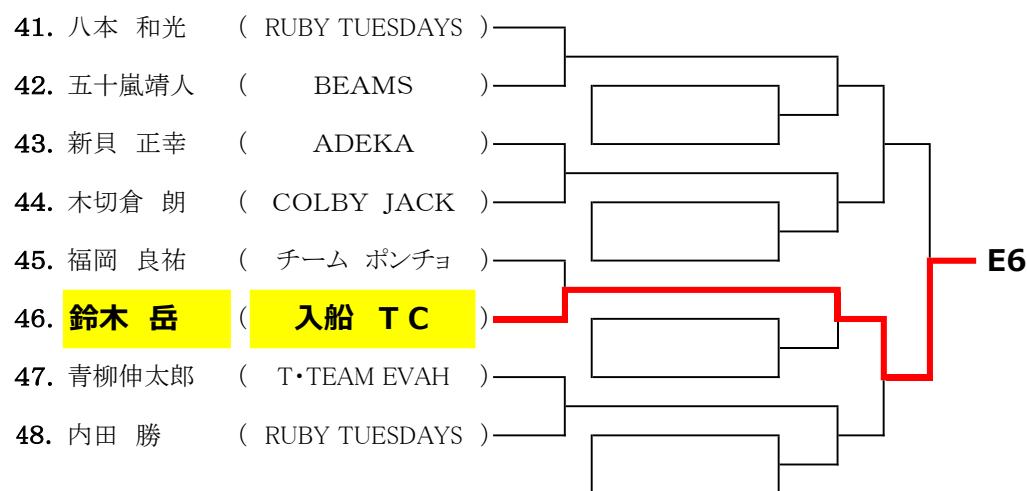 41. 八本 和光 ( RUBY TUESDAYS )
42. 五十嵐靖人 ( BEAMS )
43. 新貝 正幸 ( ADEKA )
44. 木切倉 朗 ( COLBY JACK )
45. 福岡 良祐 ( チーム ポンチョ )
46. 鈴木 岳 ( 入船 ＴＣ )
47. 青柳伸太郎 ( T・TEAM EVAH )
48. 内田 勝 ( RUBY TUESDAYS )
E6